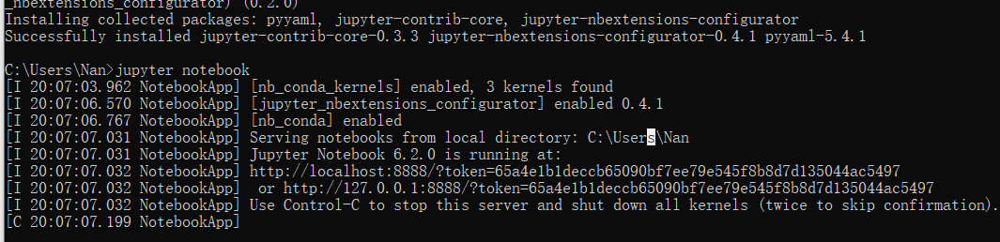 _nbextensions_configurator) (0.2.0)
Installing collected packages: pyyaml, jupyter-contrib-core, jupyter-nbextensions-configurator
Successfully installed jupyter-contrib-core-0.3.3 jupyter-nbextensions-configurator-0.4.1 pyyaml-5.4.1
C:\Users\Nan>jupyter notebook
[I 20:07:03.962 NotebookApp] [nb_conda_kernels] enabled, 3 kernels found
[I 20:07:06.570 NotebookApp] [jupyter_nbextensions_configurator] enabled 0.4.1
[I 20:07:06.767 NotebookApp] [nb_conda] enabled
[I 20:07:07.031 NotebookApp] Serving notebooks from local directory: C:\Users\Nan
[I 20:07:07.031 NotebookApp] Jupyter Notebook 6.2.0 is running at:
[I 20:07:07.032 NotebookApp] http://localhost:8888/?token=65a4e1b1deccb65090bf7ee79e545f8b8d7d135044ac5497
[I 20:07:07.032 NotebookApp]  or http://127.0.0.1:8888/?token=65a4e1b1deccb65090bf7ee79e545f8b8d7d135044ac5497
[I 20:07:07.032 NotebookApp] Use Control-C to stop this server and shut down all kernels (twice to skip confirmation).
[C 20:07:07.199 NotebookApp]